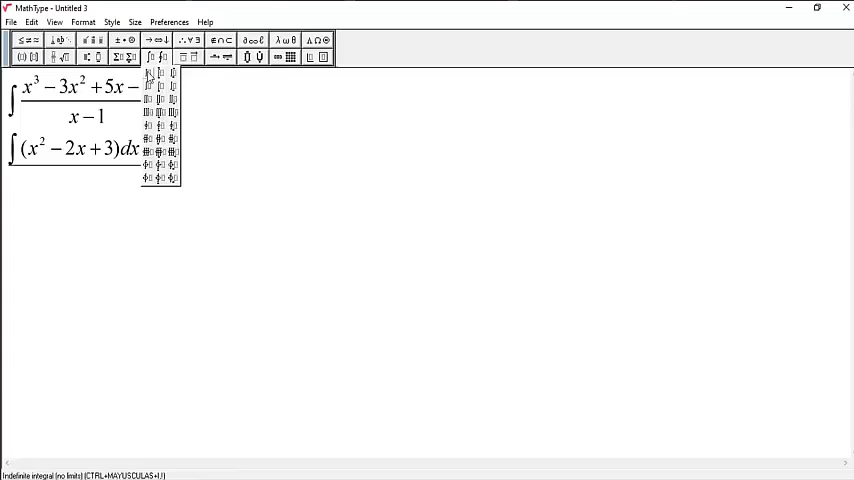 MathType - Untitled 3
File Edit View Format Style Size Preferences Help
≤ ≠ ≈ ± • ⊗ → ⇔ ↓ ∴ ∀ ∃ ∉ ∩ ⊂ ∂ ∞ ℓ λ ω θ Λ Ω ⊛
∫ x³ − 3x² + 5x −
x − 1
∫ (x² − 2x + 3)dx
Indefinite integral (no limits) (CTRL+MAYUSCULAS+I,!)